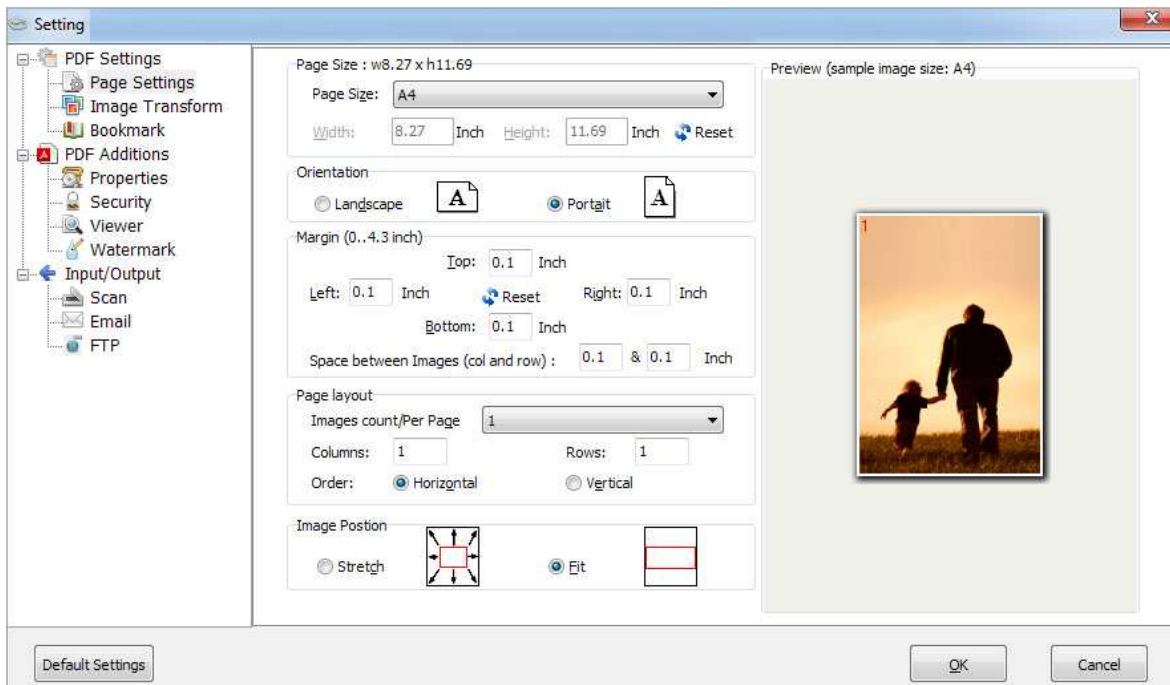 Setting
PDF Settings
Page Settings
Image Transform
Bookmark
PDF Additions
Properties
Security
Viewer
Watermark
Input/Output
Scan
Email
FTP
Page Size : w8.27 x h11.69
Page Size: A4
Width: 8.27 Inch Height: 11.69 Inch Reset
Orientation
Landscape A Portait A
Margin (0..4.3 inch)
Top: 0.1 Inch
Left: 0.1 Inch Reset Right: 0.1 Inch
Bottom: 0.1 Inch
Space between Images (col and row) : 0.1 & 0.1 Inch
Page layout
Images count/Per Page 1
Columns: 1 Rows: 1
Order: Horizontal Vertical
Image Postion
Stretch Fit
Preview (sample image size: A4)
1
Default Settings OK Cancel